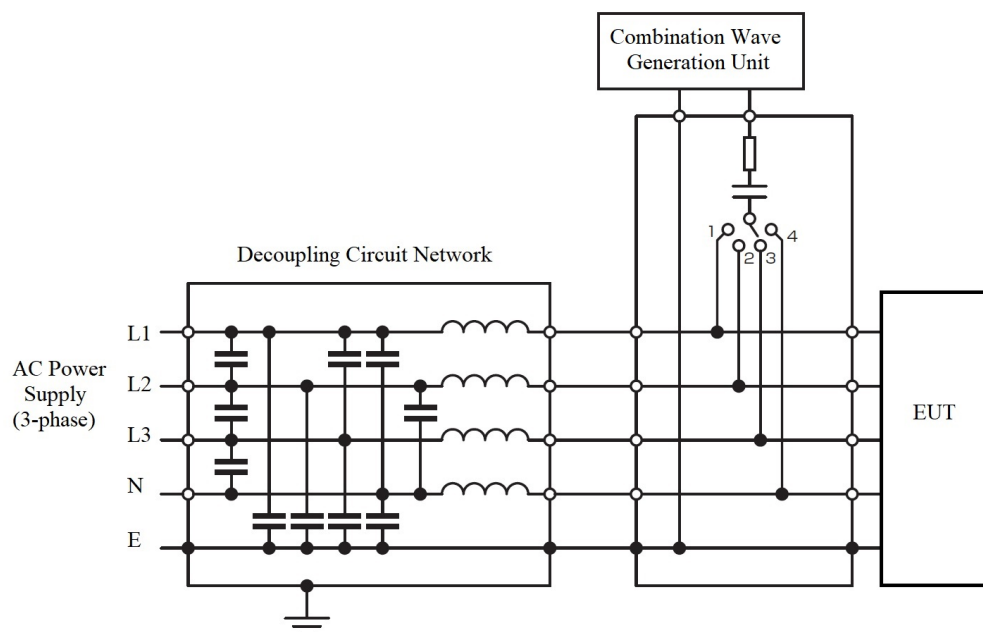 Combination Wave
Generation Unit
1
2
3
4
Decoupling Circuit Network
L1
AC Power
Supply
(3-phase)
L2
L3
N
E
EUT